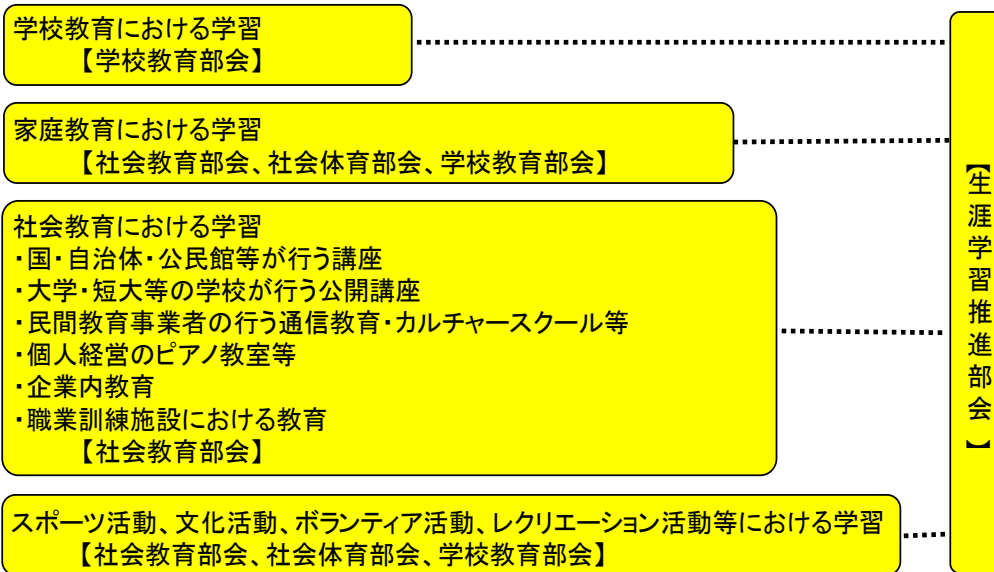 学校教育における学習
【学校教育部会】
家庭教育における学習
【社会教育部会、社会体育部会、学校教育部会】
社会教育における学習
・国・自治体・公民館等が行う講座
・大学・短大等の学校が行う公開講座
・民間教育事業者の行う通信教育・カルチャースクール等
・個人経営のピアノ教室等
・企業内教育
・職業訓練施設における教育
【社会教育部会】
スポーツ活動、文化活動、ボランティア活動、レクリエーション活動等における学習
【社会教育部会、社会体育部会、学校教育部会】
【生涯学習推進部会】